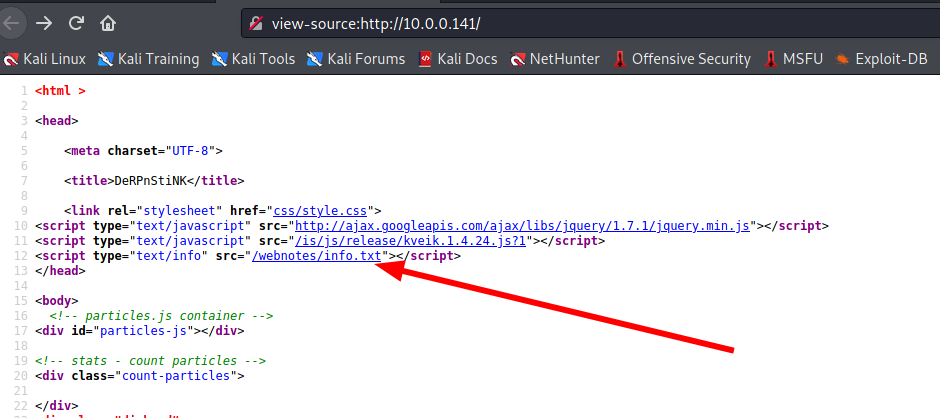 view-source:http://10.0.0.141/
Kali Linux Kali Training Kali Tools Kali Forums Kali Docs NetHunter Offensive Security MSFU Exploit-DB
1 <html >
2
3 <head>
4
5 <meta charset="UTF-8">
6
7 <title>DeRPnStiNK</title>
8
9 <link rel="stylesheet" href="css/style.css">
10 <script type="text/javascript" src="http://ajax.googleapis.com/ajax/libs/jquery/1.7.1/jquery.min.js"></script>
11 <script type="text/javascript" src="/js/js/release/kveik.1.4.24.js?1"></script>
12 <script type="text/info" src="/webnotes/info.txt"></script>
13 </head>
14
15 <body>
16 <!-- particles.js container -->
17 <div id="particles-js"></div>
18
19 <!-- stats - count particles -->
20 <div class="count-particles">
21
22 </div>